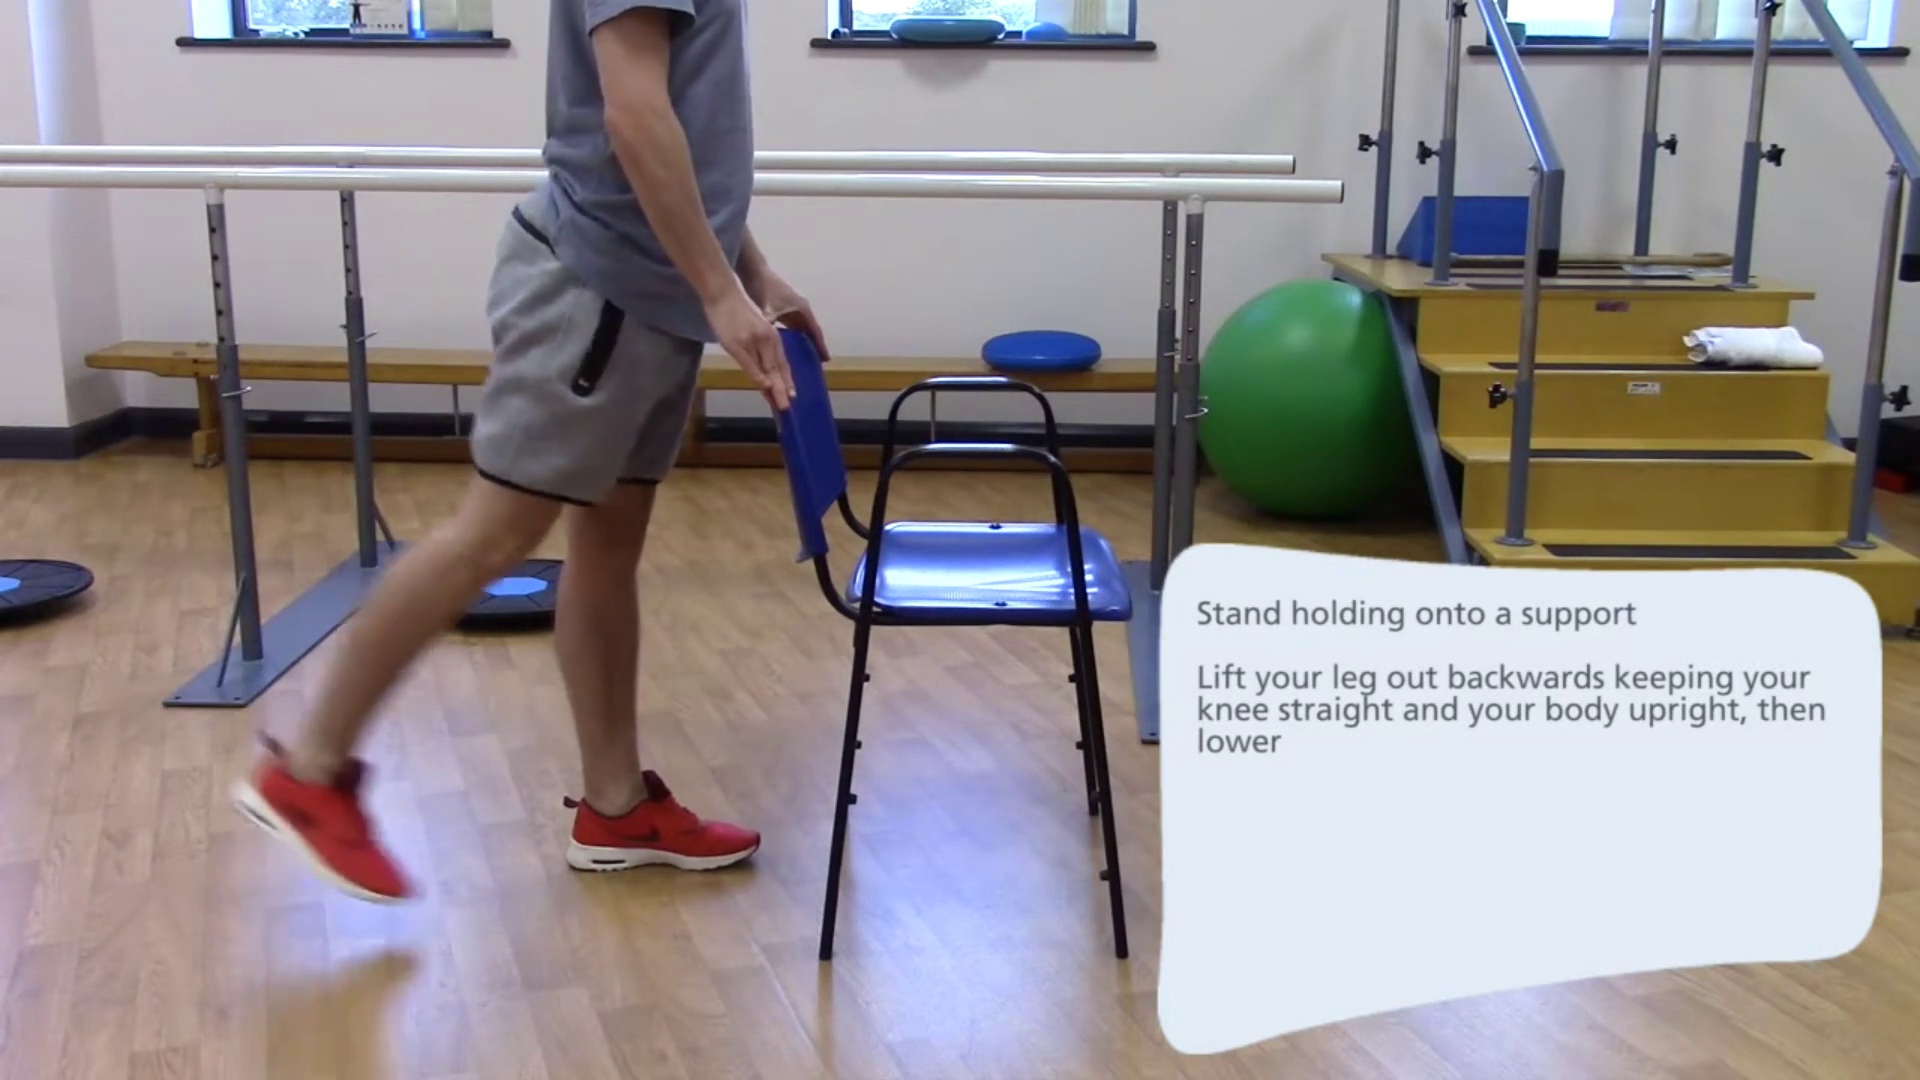 Stand holding onto a support
Lift your leg out backwards keeping your
knee straight and your body upright, then
lower